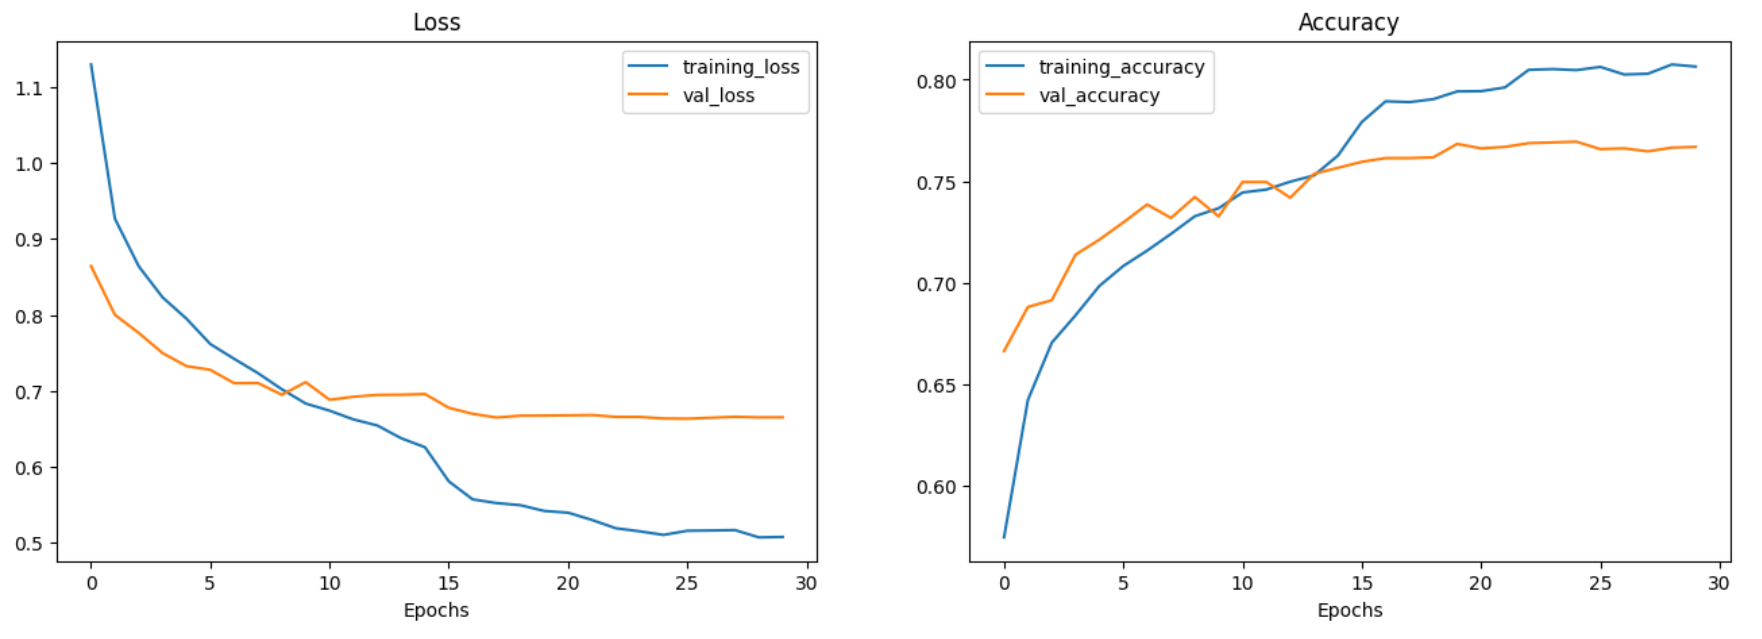 Loss
training_loss
val_loss
1.1
1.0
0.9
0.8
0.7
0.6
0.5
0 5 10 15 20 25 30
Epochs
Accuracy
training_accuracy
val_accuracy
0.80
0.75
0.70
0.65
0.60
0 5 10 15 20 25 30
Epochs